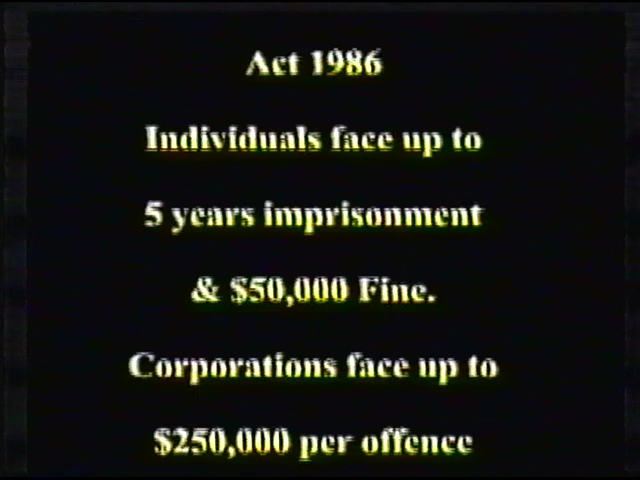 Act 1986
Individuals face up to
5 years imprisonment
& $50,000 Fine.
Corporations face up to
$250,000 per offence